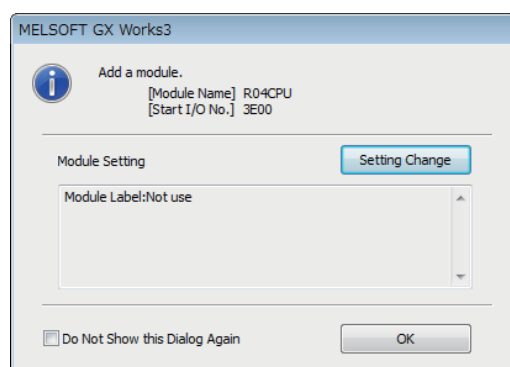 MELSOFT GX Works3
Add a module.
[Module Name] R04CPU
[Start I/O No.] 3E00
Module Setting
Setting Change
Module Label:Not use
Do Not Show this Dialog Again
OK